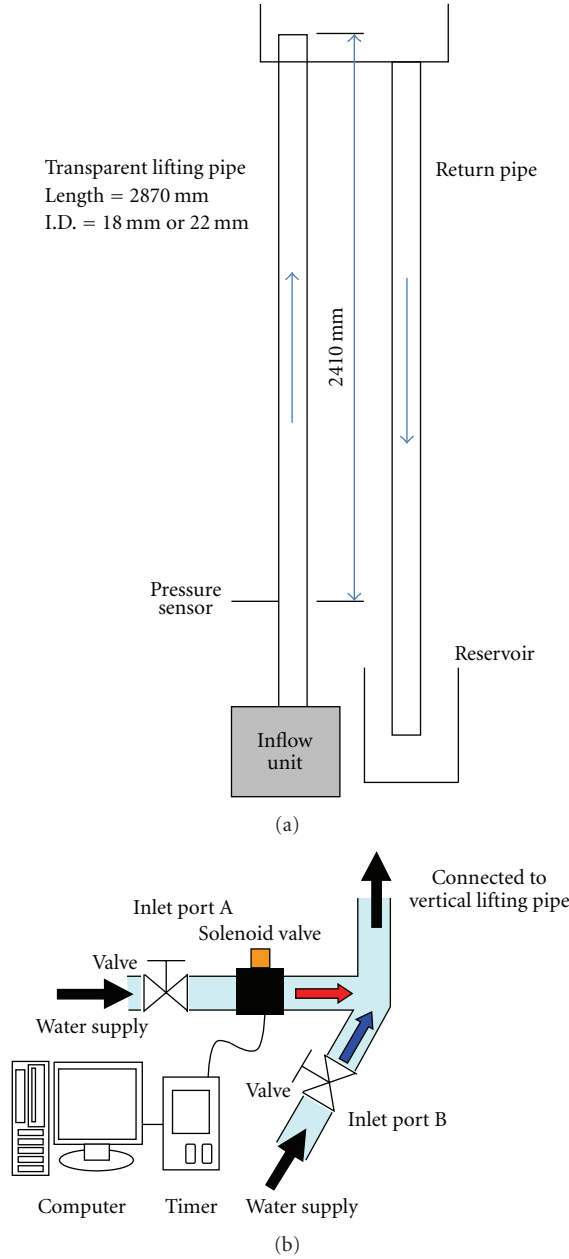 Transparent lifting pipe
Length = 2870 mm
I.D. = 18 mm or 22 mm
Return pipe
2410 mm
Pressure
sensor
Reservoir
Inflow
unit
(a)
Connected to
vertical lifting pipe
Inlet port A
Solenoid valve
Valve
Water supply
Valve
Inlet port B
Computer
Timer
Water supply
(b)